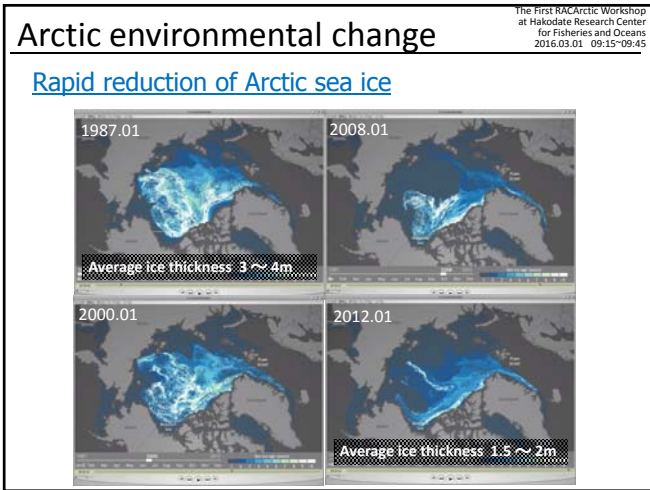 The First RACArctic Workshop
at Hakodate Research Center
for Fisheries and Oceans
2016.03.01 09:15~09:45
Arctic environmental change
Rapid reduction of Arctic sea ice
1987.01
2008.01
Average ice thickness 3 ～ 4m
2000.01
2012.01
Average ice thickness 1.5 ～ 2m